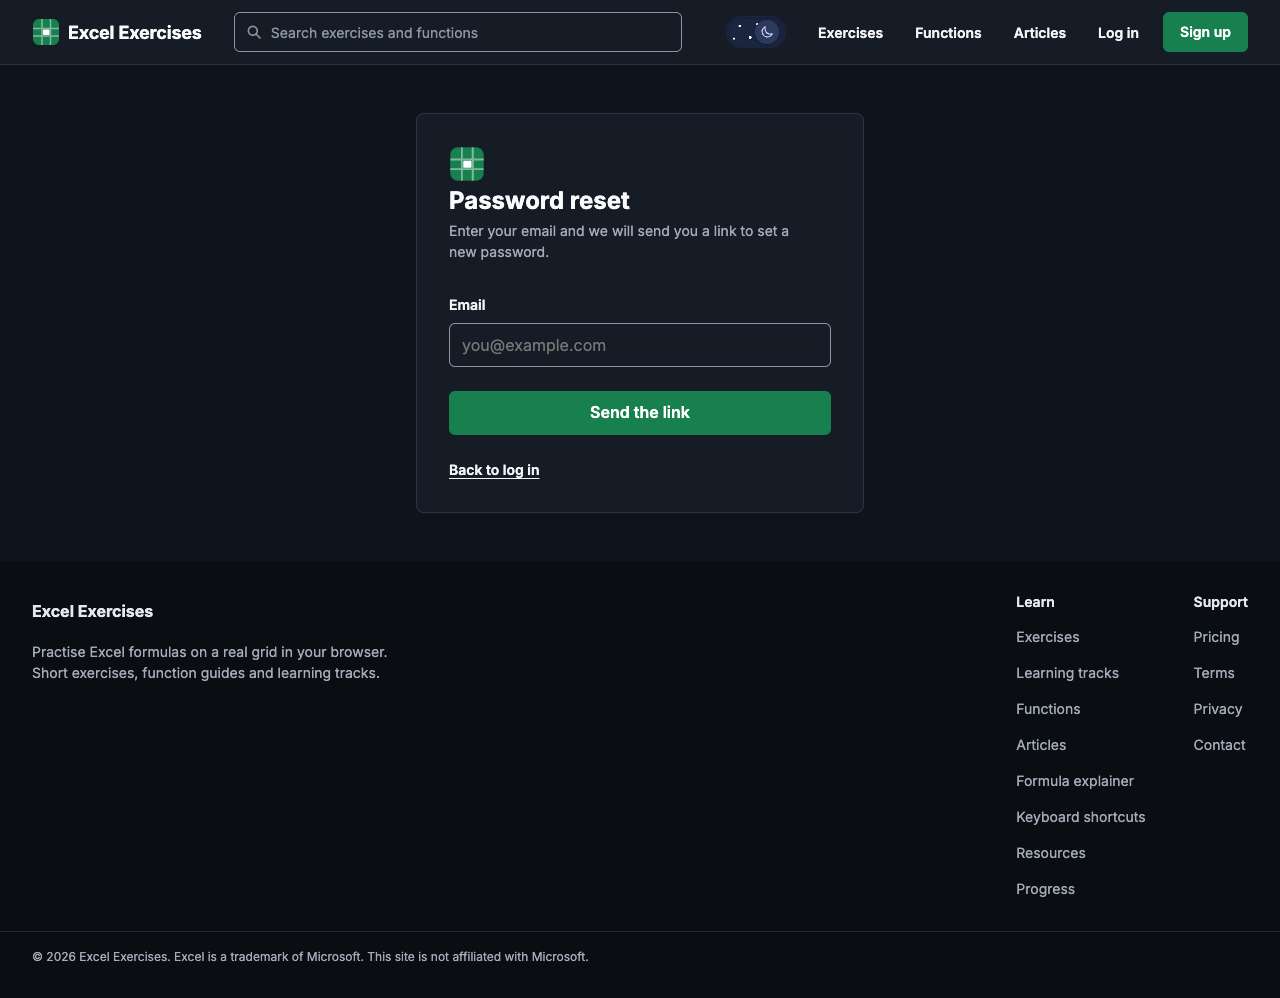 Excel Exercises
Search exercises and functions
Exercises
Functions
Articles
Log in
Sign up
Password reset
Enter your email and we will send you a link to set a
new password.
Email
you@example.com
Send the link
Back to log in
Excel Exercises
Practise Excel formulas on a real grid in your browser.
Short exercises, function guides and learning tracks.
Learn
Exercises
Learning tracks
Functions
Articles
Formula explainer
Keyboard shortcuts
Resources
Progress
Support
Pricing
Terms
Privacy
Contact
© 2026 Excel Exercises. Excel is a trademark of Microsoft. This site is not affiliated with Microsoft.